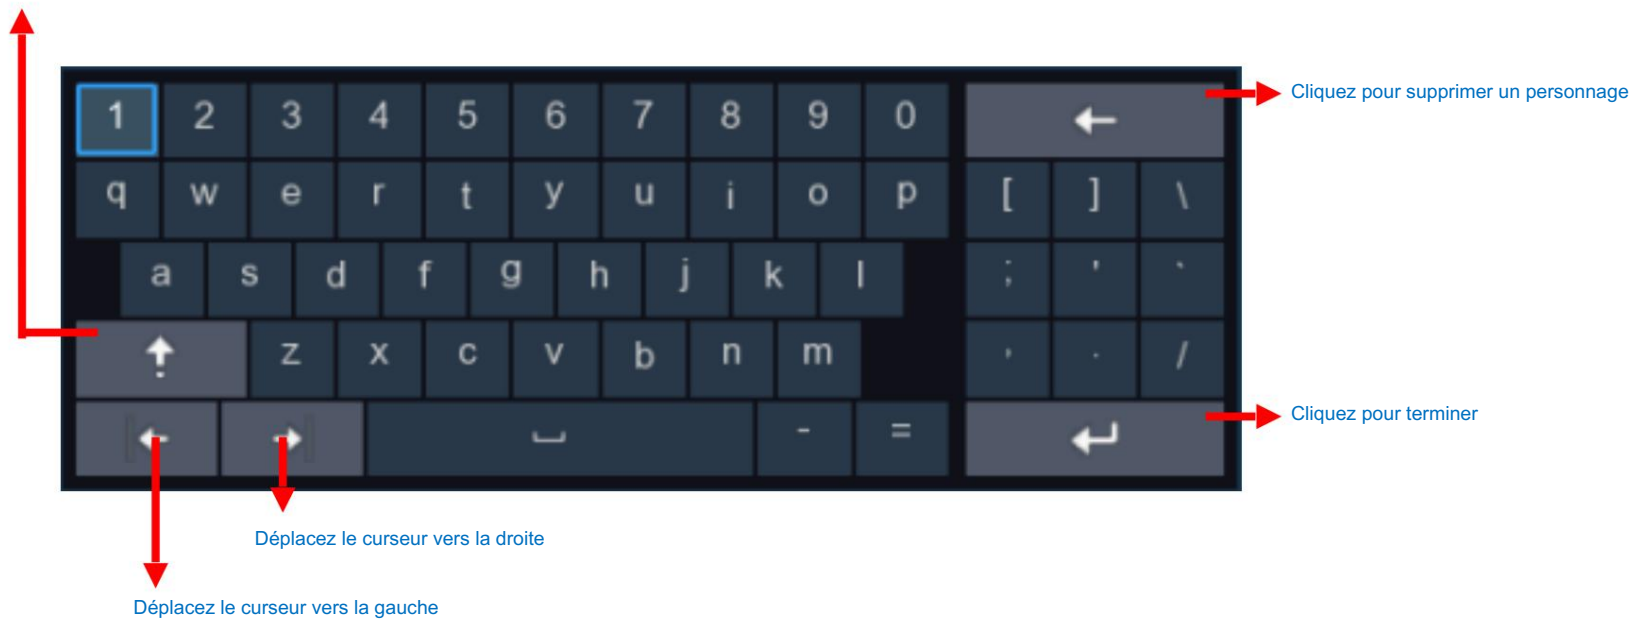 1 2 3 4 5 6 7 8 9 0
Cliquez pour supprimer un personnage
q w e r t y u i o p [ ] \
a s d f g h j k l ; ' `
z x c v b n m , . /
Cliquez pour terminer
- =
Déplacez le curseur vers la droite
Déplacez le curseur vers la gauche